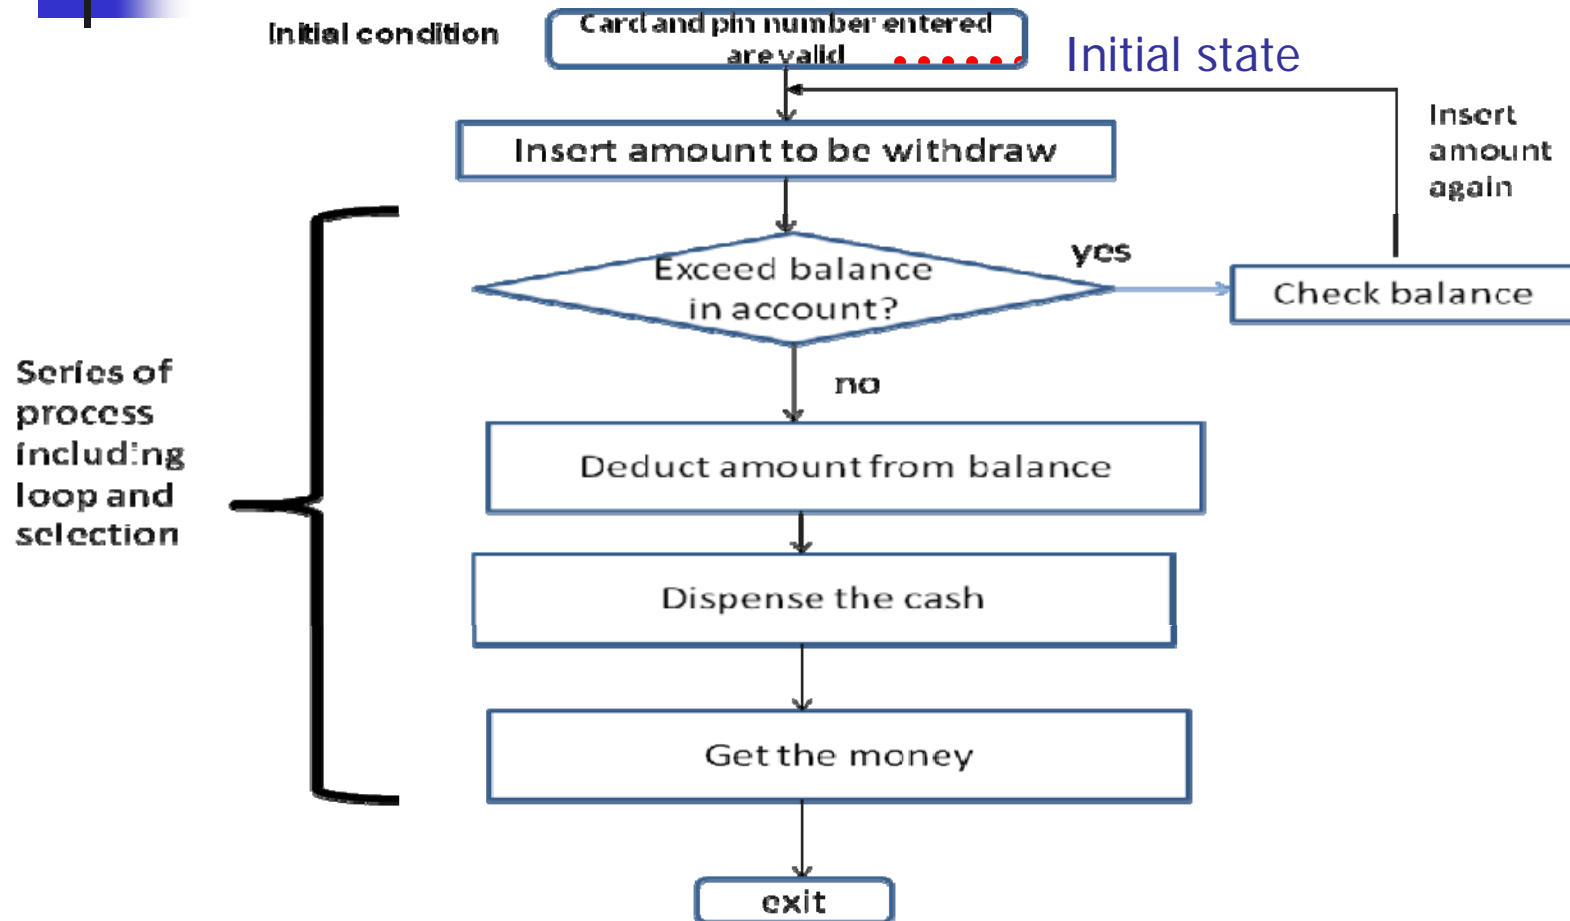 Initial condition
Card and pin number entered
are valid
Initial state
Insert amount to be withdraw
Insert
amount
again
Exceed balance
in account?
yes
Check balance
no
Series of
process
including
loop and
selection
Deduct amount from balance
Dispense the cash
Get the money
exit